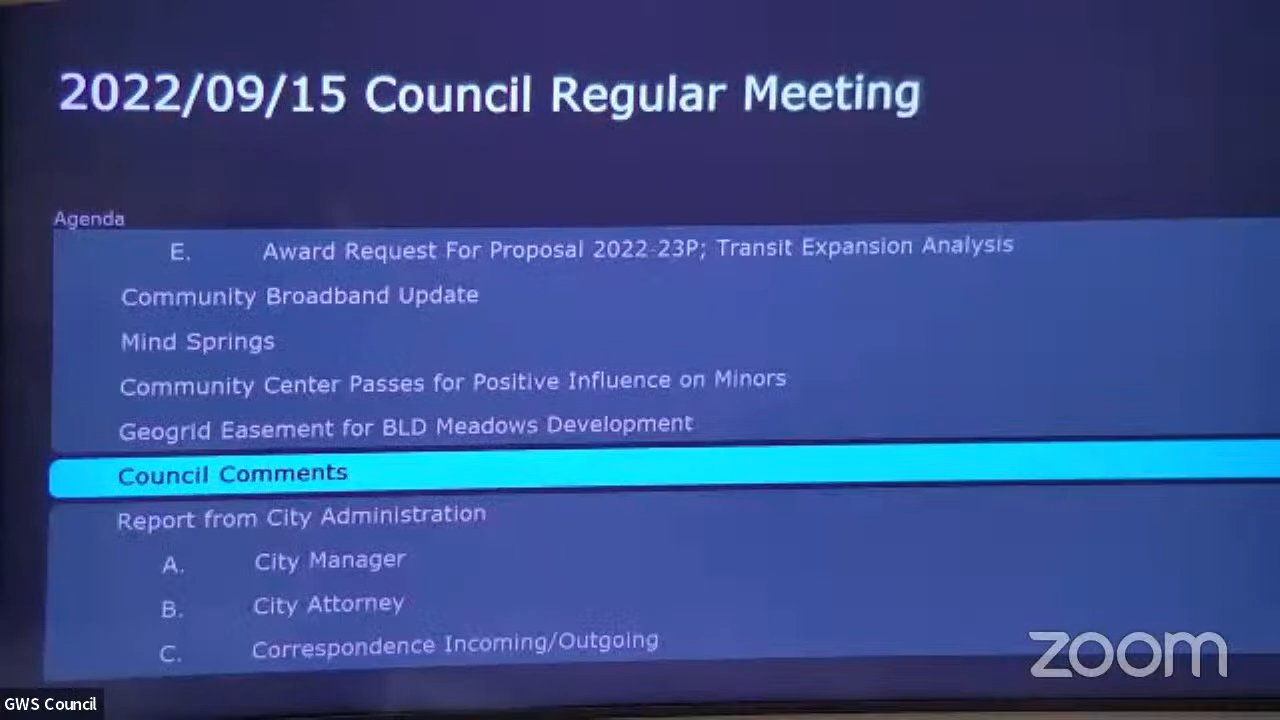 2022/09/15 Council Regular Meeting
Agenda
E. Award Request For Proposal 2022-23P; Transit Expansion Analysis
Community Broadband Update
Mind Springs
Community Center Passes for Positive Influence on Minors
Geogrid Easement for BLD Meadows Development
Council Comments
Report from City Administration
A. City Manager
B. City Attorney
C. Correspondence Incoming/Outgoing
zoom
GWS Council